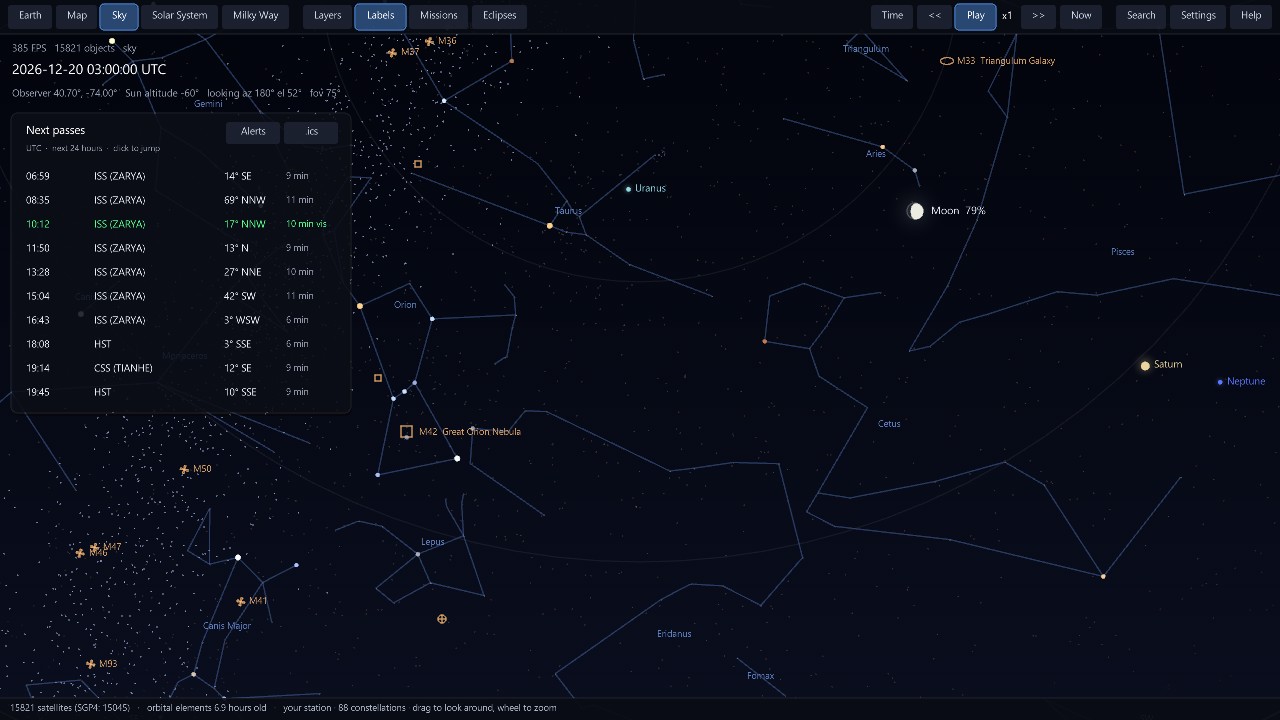 Earth Map Sky Solar System Milky Way Layers Labels Missions Eclipses Time << Play x1 >> Now Search Settings Help
385 FPS 15821 objects sky
2026-12-20 03:00:00 UTC
Observer 40.70°, -74.00° Sun altitude -60° looking az 180° el 52° fov 75°
Gemini
Next passes Alerts .ics
UTC · next 24 hours · click to jump
06:59 ISS (ZARYA) 14° SE 9 min
08:35 ISS (ZARYA) 69° NNW 11 min
10:12 ISS (ZARYA) 17° NNW 10 min vis
11:50 ISS (ZARYA) 13° N 9 min
13:28 ISS (ZARYA) 27° NNE 10 min
15:04 ISS (ZARYA) 42° SW 11 min
16:43 ISS (ZARYA) 3° WSW 6 min
18:08 HST 3° SSE 6 min
Monoceros
19:14 CSS (TIANHE) 12° SE 9 min
19:45 HST 10° SSE 9 min
M36
M37
Triangulum
M33 Triangulum Galaxy
Aries
Uranus
Taurus
Moon 79%
Pisces
Orion
Saturn
Neptune
Cetus
M42 Great Orion Nebula
M50
M47
M46
Lepus
M41
Canis Major
Eridanus
M93
Fornax
15821 satellites (SGP4: 15045) · orbital elements 6.9 hours old · your station · 88 constellations · drag to look around, wheel to zoom